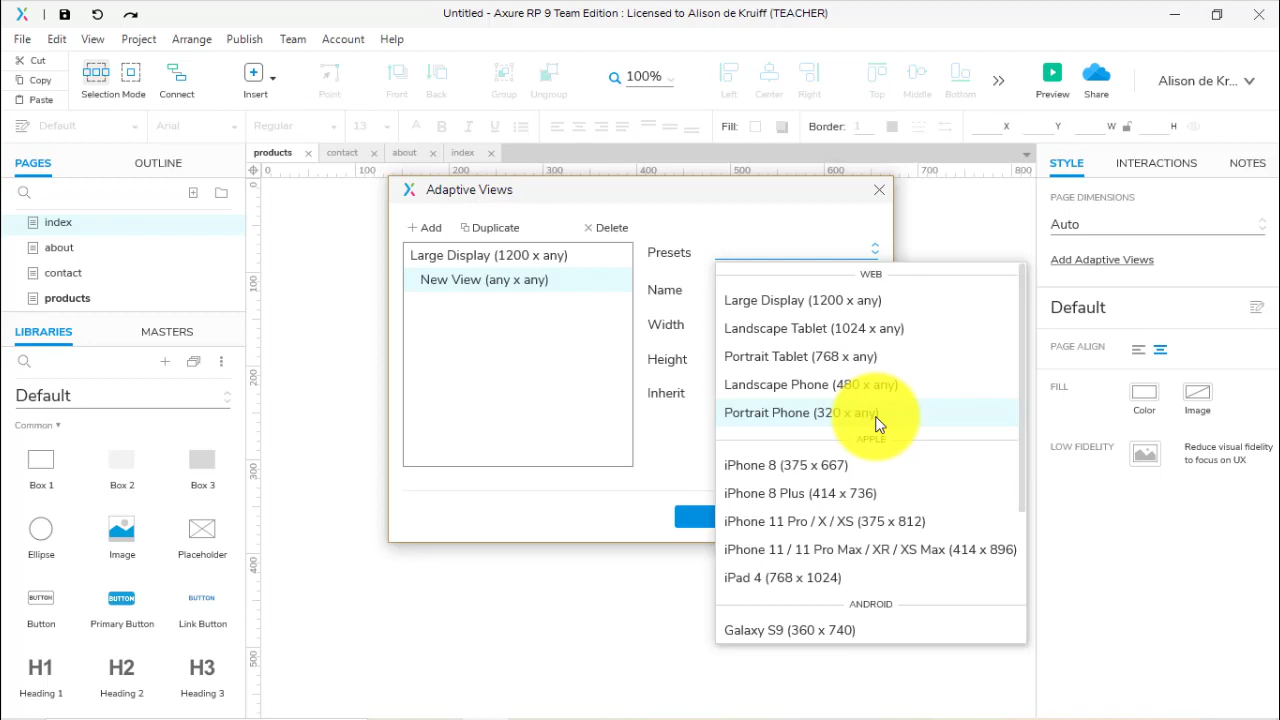 Untitled - Axure RP 9 Team Edition : Licensed to Alison de Kruiff (TEACHER)
File Edit View Project Arrange Publish Team Account Help
Cut
Copy
Paste
Selection Mode
Connect
Insert
Point
Front
Back
Group
Ungroup
100%
Left
Center
Right
Top
Middle
Bottom
Preview
Share
Alison de Kr...
Default
Arial
Regular
13
Fill:
Border:
1
X
Y
W
H
PAGES
OUTLINE
index
about
contact
products
LIBRARIES
MASTERS
Default
Common
Box 1
Box 2
Box 3
Ellipse
Image
Placeholder
BUTTON
BUTTON
BUTTON
Button
Primary Button
Link Button
H1
H2
H3
Heading 1
Heading 2
Heading 3
products
contact
about
index
0 100 200 300 400 500 600 700 800
0
100
200
300
400
500
Adaptive Views
Add
Duplicate
Delete
Large Display (1200 x any)
New View (any x any)
Presets
Name
Width
Height
Inherit
WEB
Large Display (1200 x any)
Landscape Tablet (1024 x any)
Portrait Tablet (768 x any)
Landscape Phone (480 x any)
Portrait Phone (320 x any)
APPLE
iPhone 8 (375 x 667)
iPhone 8 Plus (414 x 736)
iPhone 11 Pro / X / XS (375 x 812)
iPhone 11 / 11 Pro Max / XR / XS Max (414 x 896)
iPad 4 (768 x 1024)
ANDROID
Galaxy S9 (360 x 740)
STYLE
INTERACTIONS
NOTES
PAGE DIMENSIONS
Auto
Add Adaptive Views
Default
PAGE ALIGN
FILL
Color
Image
LOW FIDELITY
Reduce visual fidelity
to focus on UX